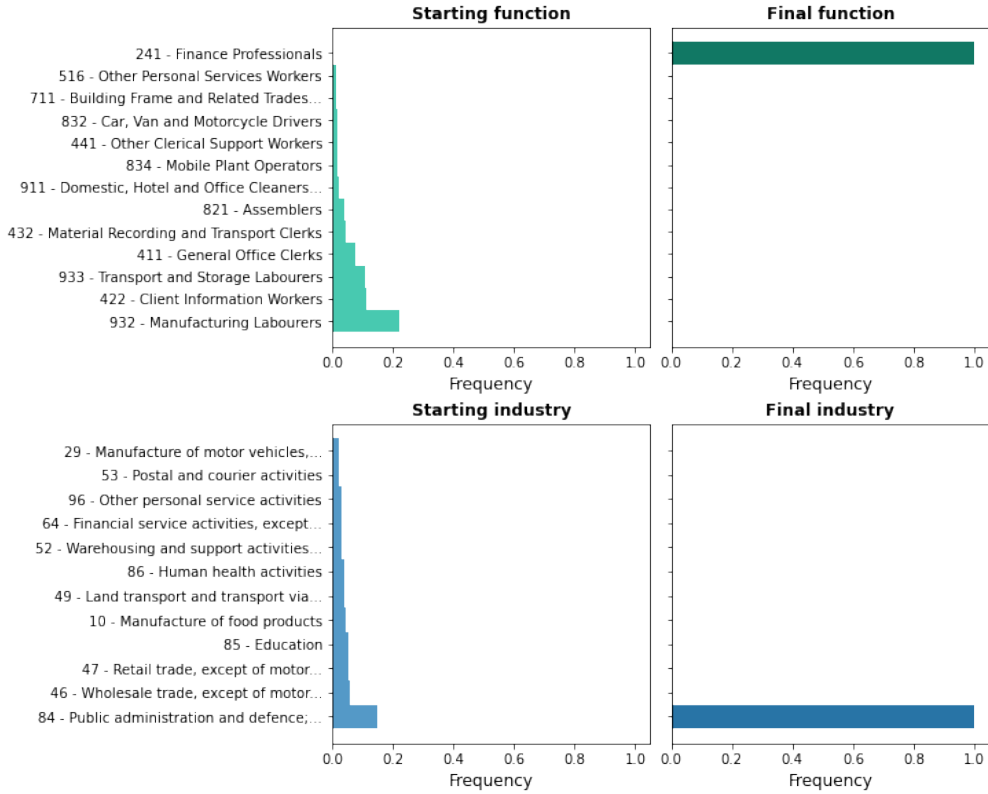 Starting function
Final function
241 - Finance Professionals
516 - Other Personal Services Workers
711 - Building Frame and Related Trades...
832 - Car, Van and Motorcycle Drivers
441 - Other Clerical Support Workers
834 - Mobile Plant Operators
911 - Domestic, Hotel and Office Cleaners...
821 - Assemblers
432 - Material Recording and Transport Clerks
411 - General Office Clerks
933 - Transport and Storage Labourers
422 - Client Information Workers
932 - Manufacturing Labourers
0.0 0.2 0.4 0.6 0.8 1.0
Frequency
0.0 0.2 0.4 0.6 0.8 1.0
Frequency
Starting industry
Final industry
29 - Manufacture of motor vehicles,...
53 - Postal and courier activities
96 - Other personal service activities
64 - Financial service activities, except...
52 - Warehousing and support activities...
86 - Human health activities
49 - Land transport and transport via...
10 - Manufacture of food products
85 - Education
47 - Retail trade, except of motor...
46 - Wholesale trade, except of motor...
84 - Public administration and defence;...
0.0 0.2 0.4 0.6 0.8 1.0
Frequency
0.0 0.2 0.4 0.6 0.8 1.0
Frequency